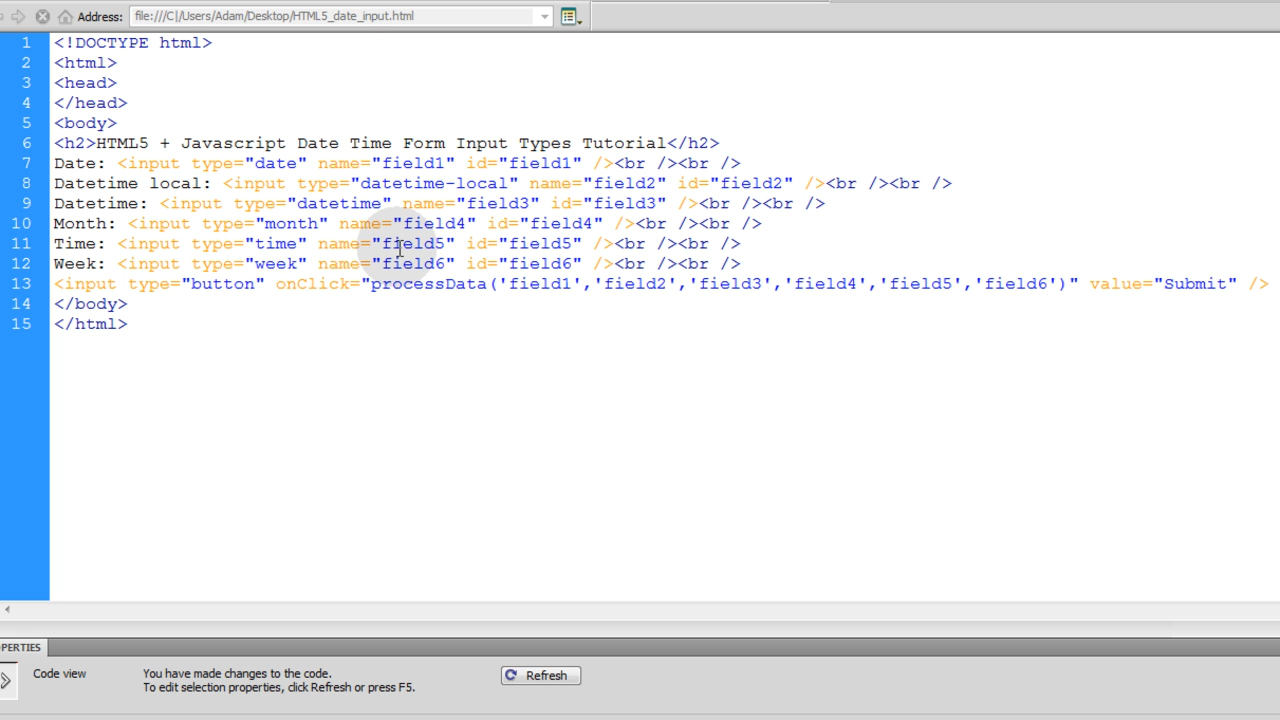 Address: file:///C|/Users/Adam/Desktop/HTML5_date_input.html
1 <!DOCTYPE html>
2 <html>
3 <head>
4 </head>
5 <body>
6 <h2>HTML5 + Javascript Date Time Form Input Types Tutorial</h2>
7 Date: <input type="date" name="field1" id="field1" /><br /><br />
8 Datetime local: <input type="datetime-local" name="field2" id="field2" /><br /><br />
9 Datetime: <input type="datetime" name="field3" id="field3" /><br /><br />
10 Month: <input type="month" name="field4" id="field4" /><br /><br />
11 Time: <input type="time" name="field5" id="field5" /><br /><br />
12 Week: <input type="week" name="field6" id="field6" /><br /><br />
13 <input type="button" onClick="processData('field1','field2','field3','field4','field5','field6')" value="Submit" />
14 </body>
15 </html>
PERTIES
Code view You have made changes to the code. Refresh
To edit selection properties, click Refresh or press F5.